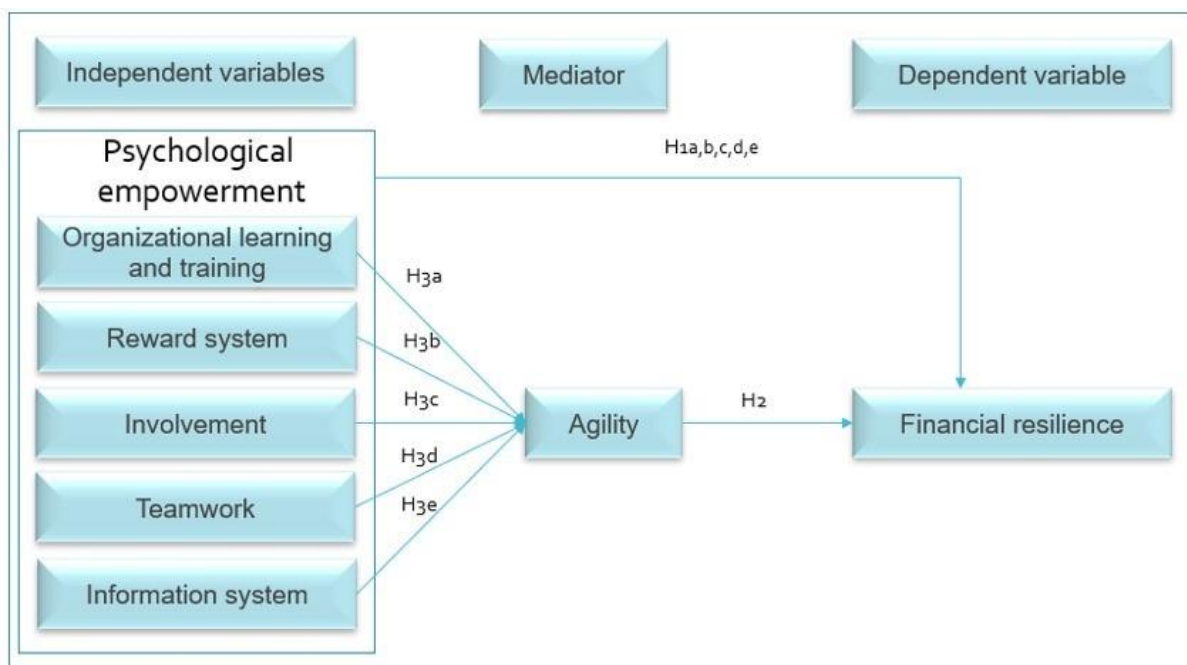 Independent variables
Mediator
Dependent variable
Psychological
empowerment
H1a,b,c,d,e
Organizational learning
and training
H3a
Reward system
H3b
Involvement
H3c
Agility
H2
Financial resilience
Teamwork
H3d
H3e
Information system